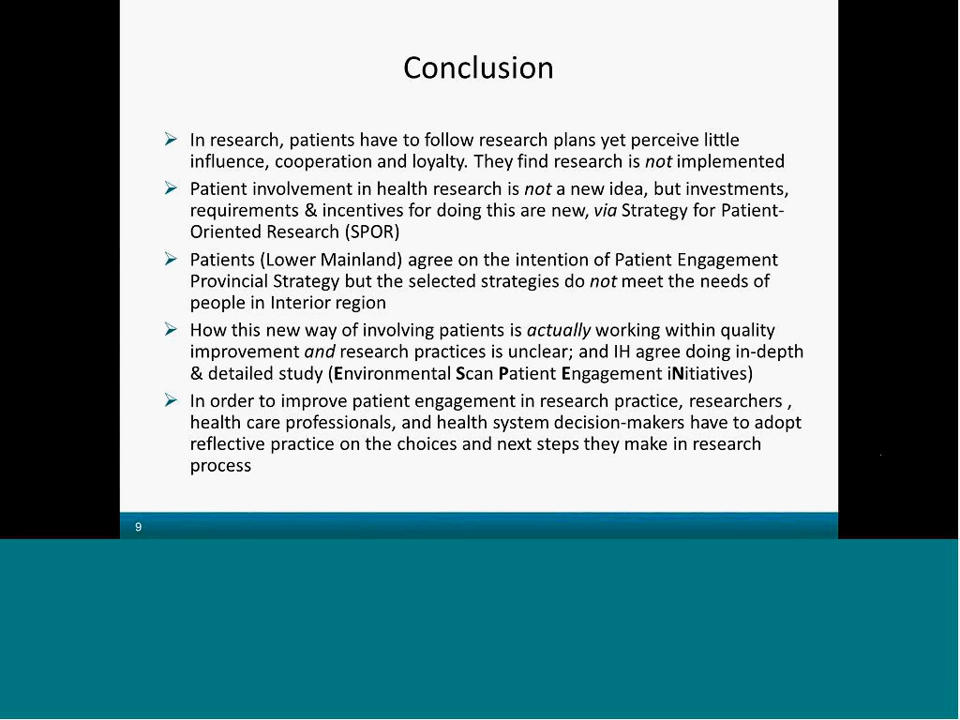 Conclusion
➢ In research, patients have to follow research plans yet perceive little
influence, cooperation and loyalty. They find research is not implemented
➢ Patient involvement in health research is not a new idea, but investments,
requirements & incentives for doing this are new, via Strategy for Patient-
Oriented Research (SPOR)
➢ Patients (Lower Mainland) agree on the intention of Patient Engagement
Provincial Strategy but the selected strategies do not meet the needs of
people in Interior region
➢ How this new way of involving patients is actually working within quality
improvement and research practices is unclear; and IH agree doing in-depth
& detailed study (Environmental Scan Patient Engagement iNitiatives)
➢ In order to improve patient engagement in research practice, researchers ,
health care professionals, and health system decision-makers have to adopt
reflective practice on the choices and next steps they make in research
process
9